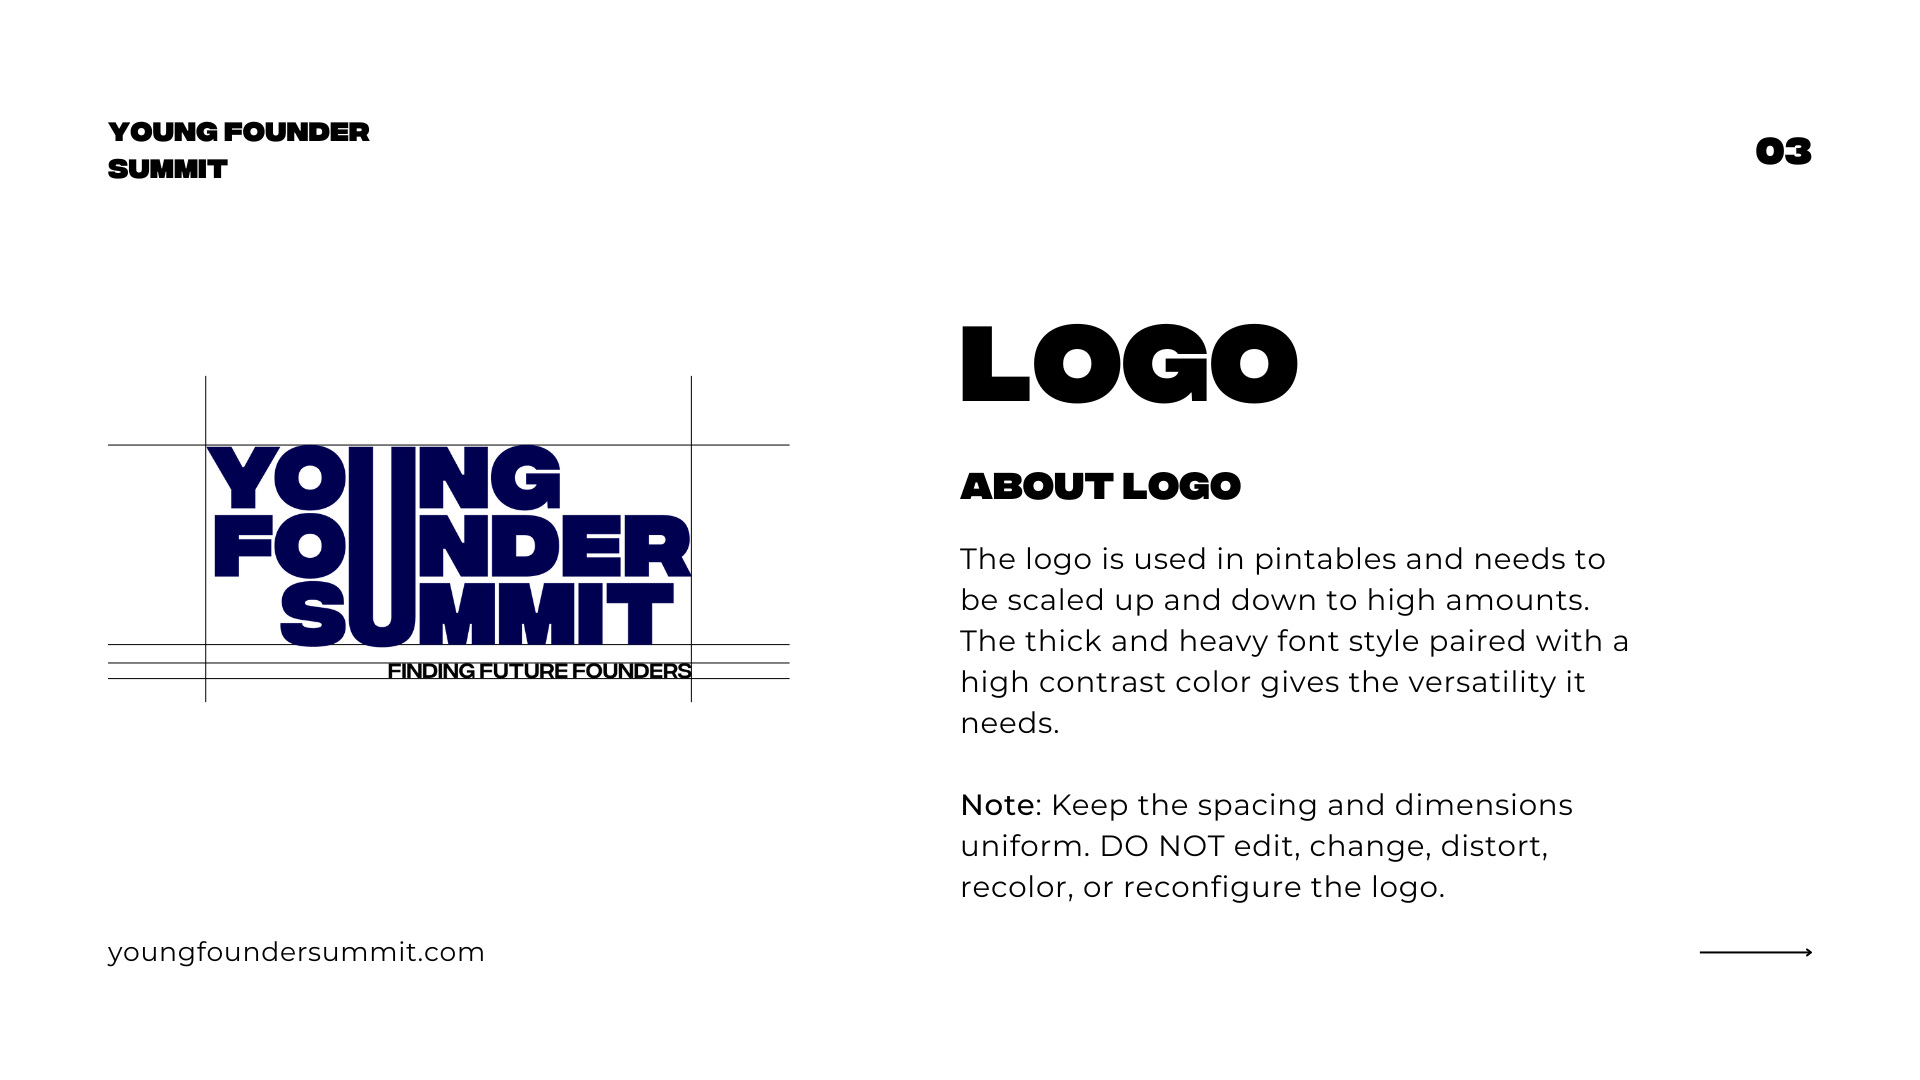 YOUNG FOUNDER
SUMMIT
03
YOUNG
FOUNDER
SUMMIT
FINDING FUTURE FOUNDERS
LOGO
ABOUT LOGO
The logo is used in pintables and needs to
be scaled up and down to high amounts.
The thick and heavy font style paired with a
high contrast color gives the versatility it
needs.
Note: Keep the spacing and dimensions
uniform. DO NOT edit, change, distort,
recolor, or reconfigure the logo.
youngfoundersummit.com